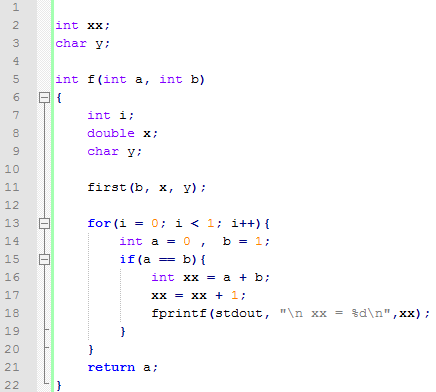 1
2 int xx;
3 char y;
4
5 int f(int a, int b)
6 {
7 int i;
8 double x;
9 char y;
10
11 first(b, x, y);
12
13 for(i = 0; i < 1; i++){
14 int a = 0 , b = 1;
15 if(a == b){
16 int xx = a + b;
17 xx = xx + 1;
18 fprintf(stdout, "\n xx = %d\n",xx);
19 }
20 }
21 return a;
22 }